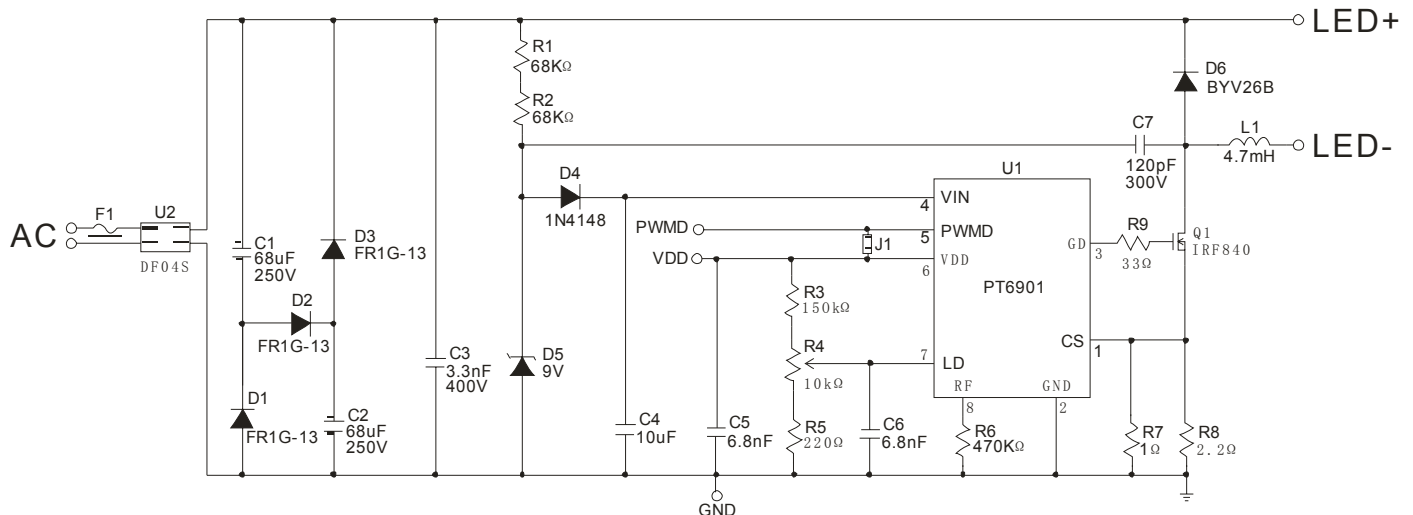 LED+
R1
68KΩ
D6
BYV26B
R2
68KΩ
C7
L1
LED-
120pF
300V
4.7mH
U1
D4
1N4148
4
VIN
F1
U2
AC
DF04S
C1
68uF
250V
D3
FR1G-13
PWMD
5
PWMD
J1
R9
33Ω
GD
3
Q1
IRF840
VDD
6
VDD
PT6901
R3
150kΩ
D2
FR1G-13
C3
3.3nF
400V
D5
9V
R4
10kΩ
7
LD
CS
1
RF
GND
8
2
D1
FR1G-13
C2
68uF
250V
C4
10uF
C5
6.8nF
R5
220Ω
C6
6.8nF
R6
470KΩ
R7
1Ω
R8
2.2Ω
GND